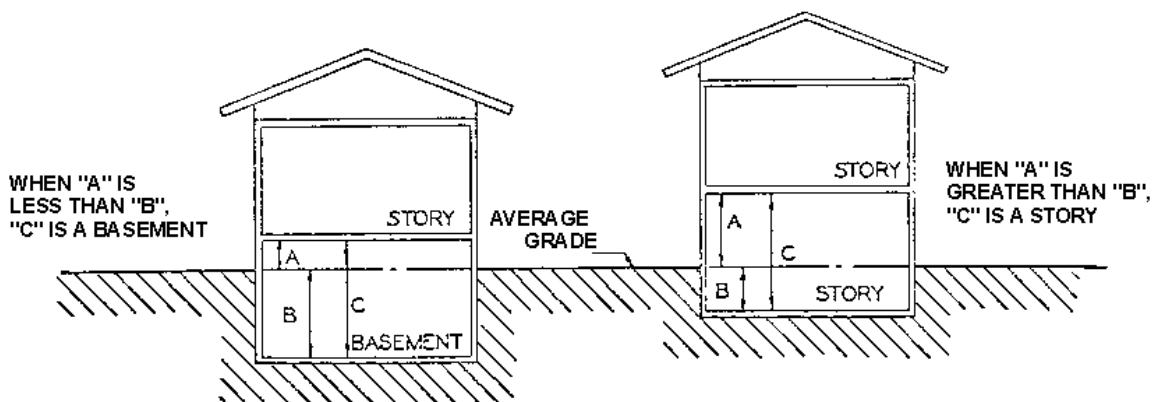 WHEN "A" IS
LESS THAN "B",
"C" IS A BASEMENT
STORY
A
B
C
BASEMENT
AVERAGE
GRADE
STORY
A
C
B
STORY
WHEN "A" IS
GREATER THAN "B",
"C" IS A STORY